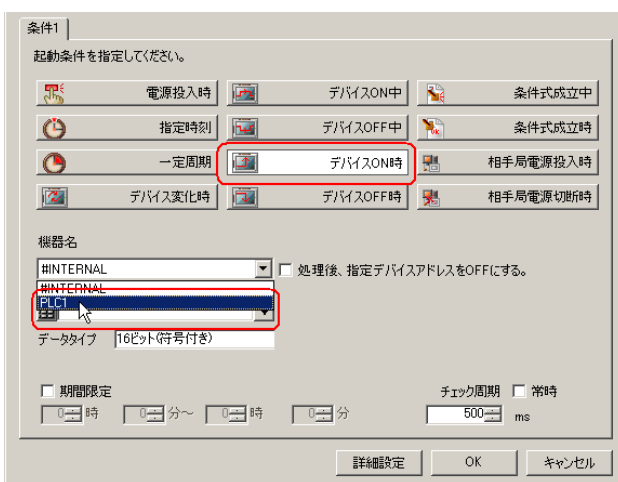 条件1
起動条件を指定してください。
電源投入時 デバイスON中 条件式成立中
指定時刻 デバイスOFF中 条件式成立時
一定周期 デバイスON時 相手局電源投入時
デバイス変化時 デバイスOFF時 相手局電源切断時
機器名
#INTERNAL 処理後、指定デバイスアドレスをOFFにする。
#INTERNAL
PLC1
データタイプ 16ビット(符号付き)
期間限定 チェック周期 常時
0 時 0 分～ 0 時 0 分 500 ms
詳細設定 OK キャンセル